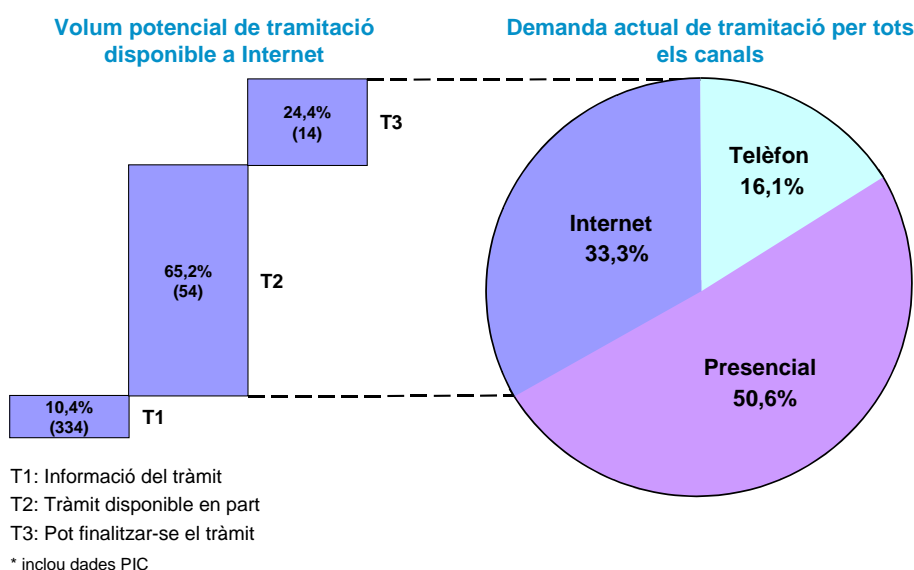 Volum potencial de tramitació
disponible a Internet
Demanda actual de tramitació per tots
els canals
24,4%
(14)
T3
65,2%
(54)
T2
10,4%
(334)
T1
Telèfon
16,1%
Internet
33,3%
Presencial
50,6%
T1: Informació del tràmit
T2: Tràmit disponible en part
T3: Pot finalitzar-se el tràmit
* inclou dades PIC